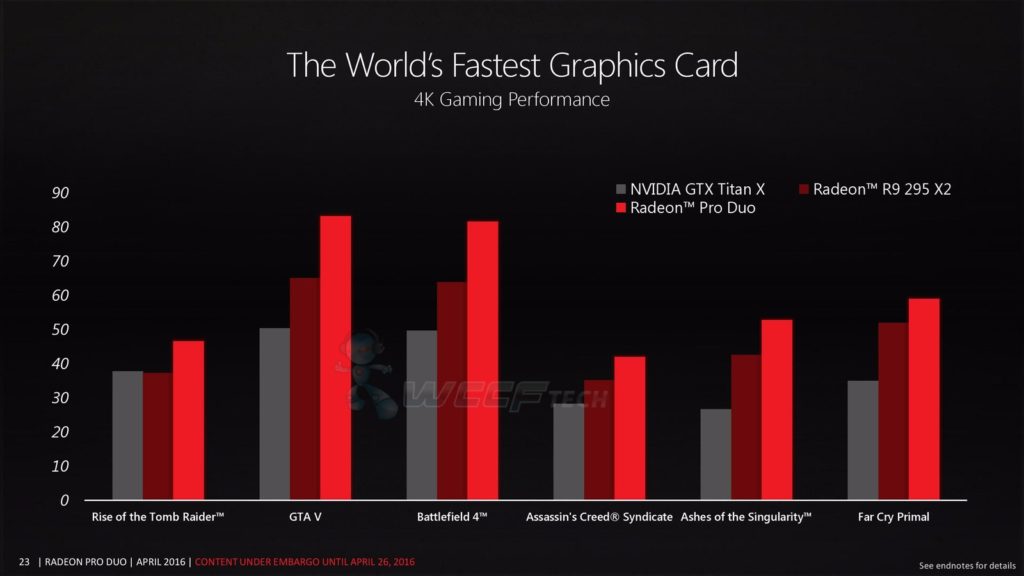 The World's Fastest Graphics Card
4K Gaming Performance
NVIDIA GTX Titan X
Radeon™ R9 295 X2
Radeon™ Pro Duo
90
80
70
60
50
40
30
20
10
0
WCCF TECH
Rise of the Tomb Raider™
GTA V
Battlefield 4™
Assassin's Creed® Syndicate
Ashes of the Singularity™
Far Cry Primal
23 | RADEON PRO DUO | APRIL 2016 | CONTENT UNDER EMBARGO UNTIL APRIL 26, 2016
See endnotes for details